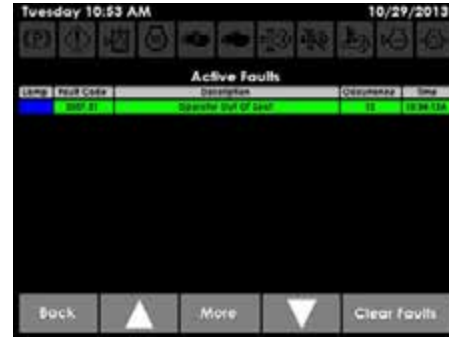 Tuesday 10:53 AM 10/29/2013
(P)
Active Faults
Lamp Fault Code Description Occurrence Time
Operator Out Of Seat 12
Back More Clear Faults